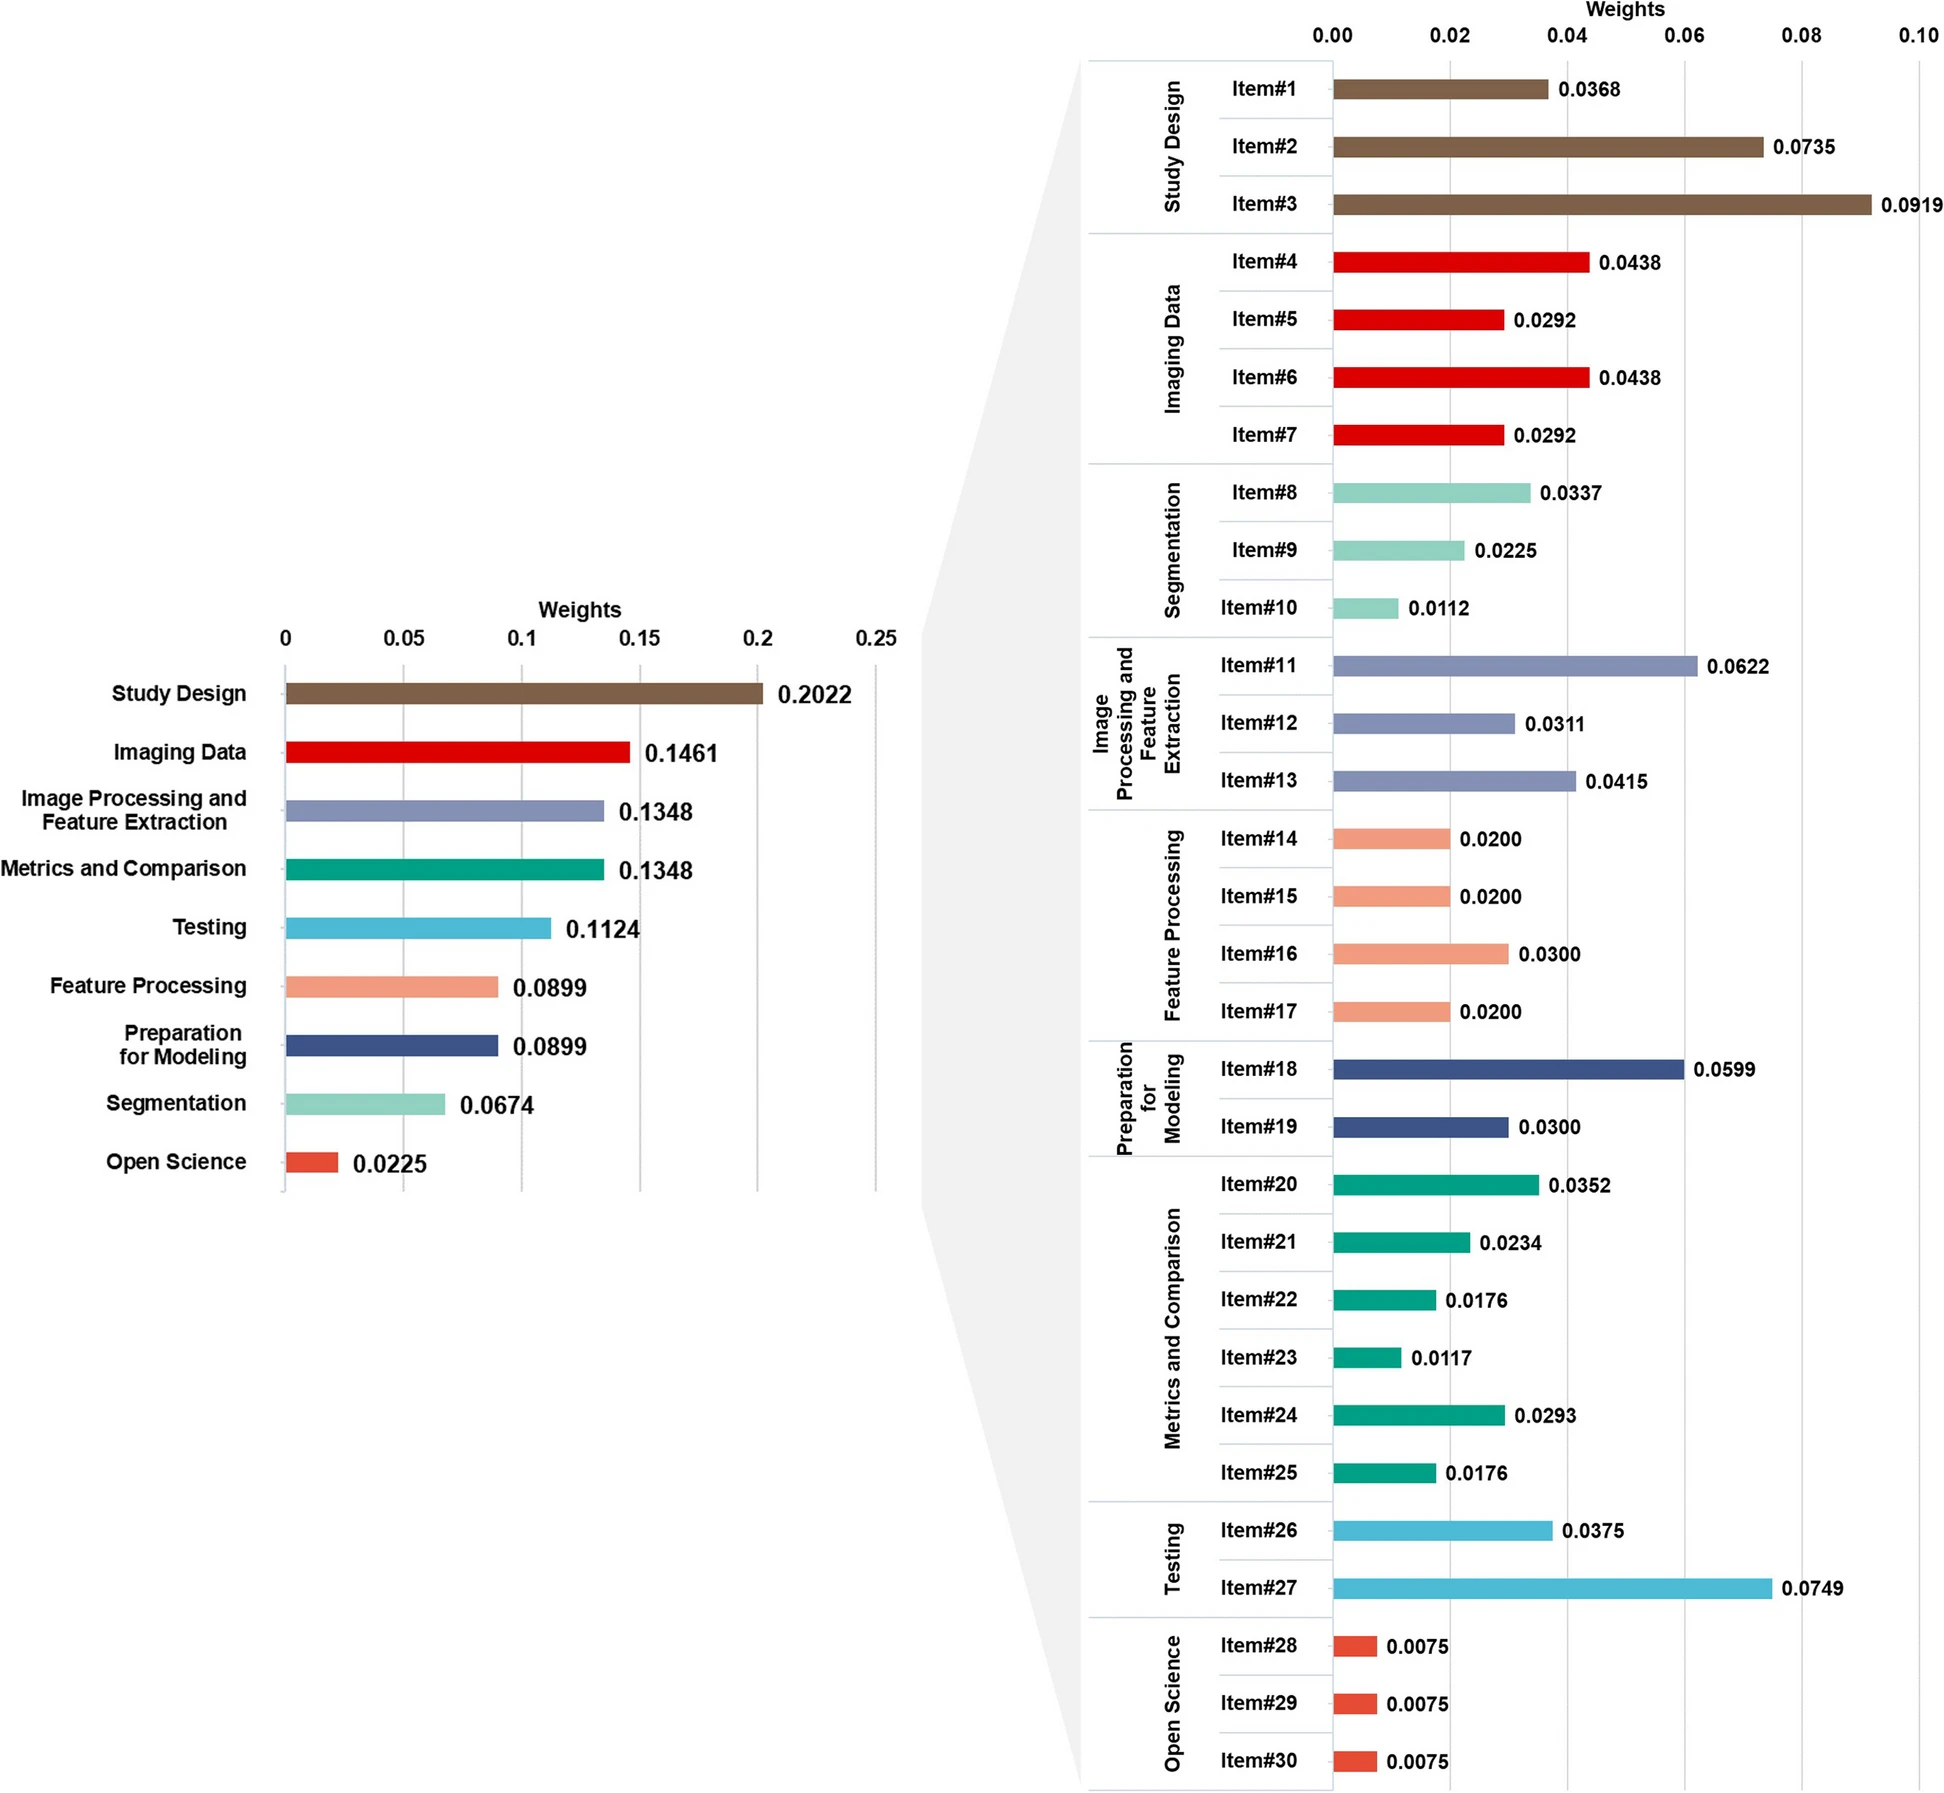 Weights
0 0.05 0.1 0.15 0.2 0.25
Study Design 0.2022
Imaging Data 0.1461
Image Processing and
Feature Extraction 0.1348
Metrics and Comparison 0.1348
Testing 0.1124
Feature Processing 0.0899
Preparation
for Modeling 0.0899
Segmentation 0.0674
Open Science 0.0225
Weights
0.00 0.02 0.04 0.06 0.08 0.10
Study Design
Item#1 0.0368
Item#2 0.0735
Item#3 0.0919
Imaging Data
Item#4 0.0438
Item#5 0.0292
Item#6 0.0438
Item#7 0.0292
Segmentation
Item#8 0.0337
Item#9 0.0225
Item#10 0.0112
Image
Processing and
Feature
Extraction
Item#11 0.0622
Item#12 0.0311
Item#13 0.0415
Feature Processing
Item#14 0.0200
Item#15 0.0200
Item#16 0.0300
Item#17 0.0200
Preparation
for
Modeling
Item#18 0.0599
Item#19 0.0300
Metrics and Comparison
Item#20 0.0352
Item#21 0.0234
Item#22 0.0176
Item#23 0.0117
Item#24 0.0293
Item#25 0.0176
Testing
Item#26 0.0375
Item#27 0.0749
Open Science
Item#28 0.0075
Item#29 0.0075
Item#30 0.0075